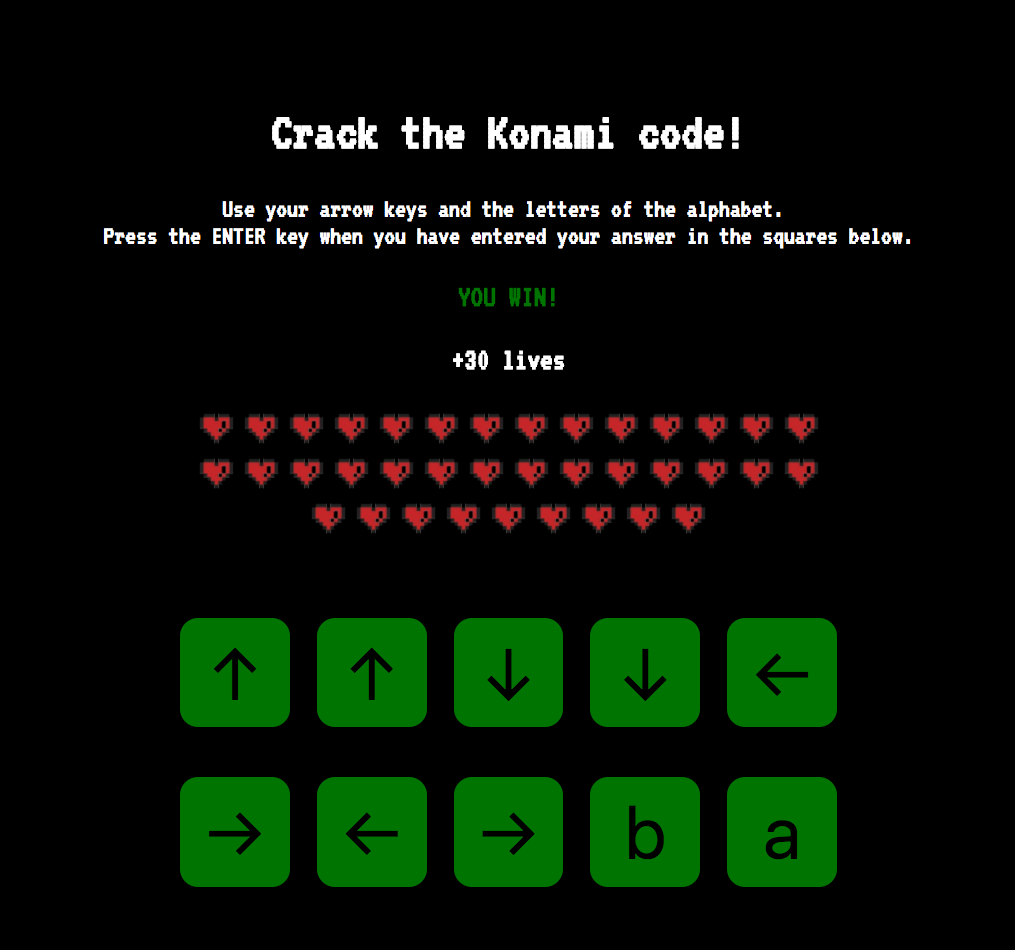 Crack the Konami code!
Use your arrow keys and the letters of the alphabet.
Press the ENTER key when you have entered your answer in the squares below.
YOU WIN!
+30 lives
↑ ↑ ↓ ↓ ←
→ ← → b a